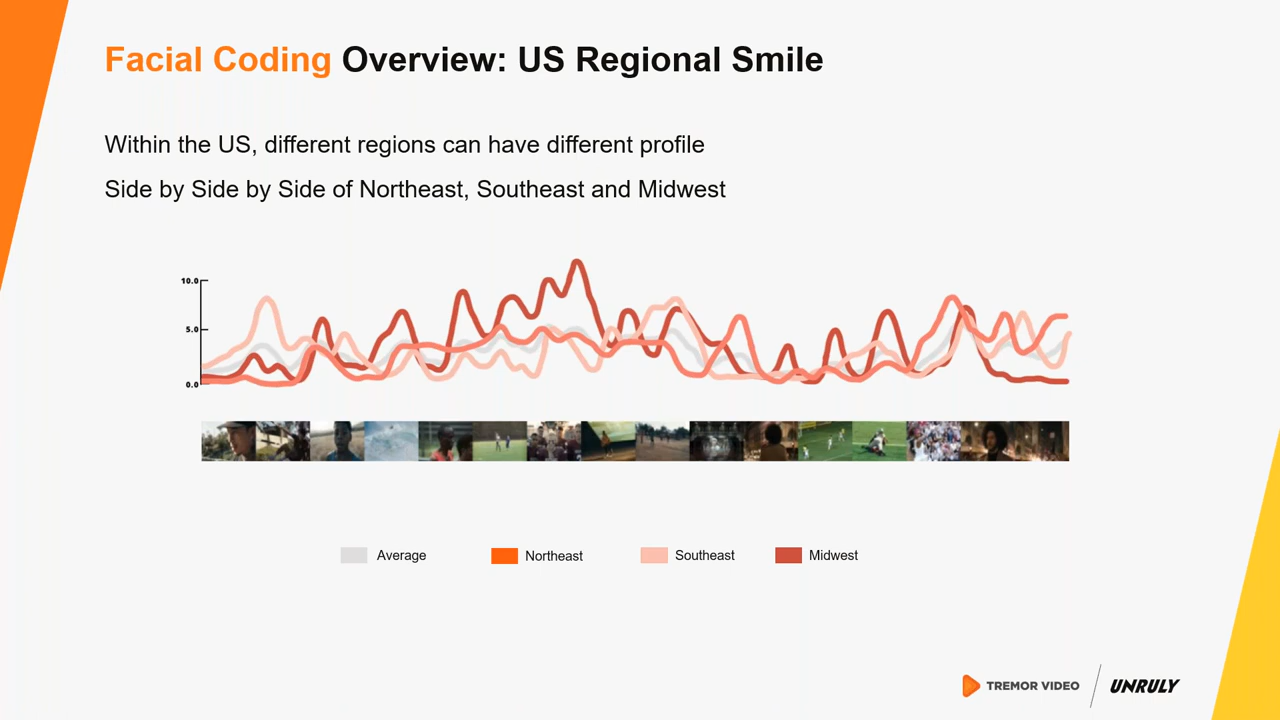 Facial Coding Overview: US Regional Smile
Within the US, different regions can have different profile
Side by Side by Side of Northeast, Southeast and Midwest
10.0
5.0
0.0
Average Northeast Southeast Midwest
TREMOR VIDEO UNRULY